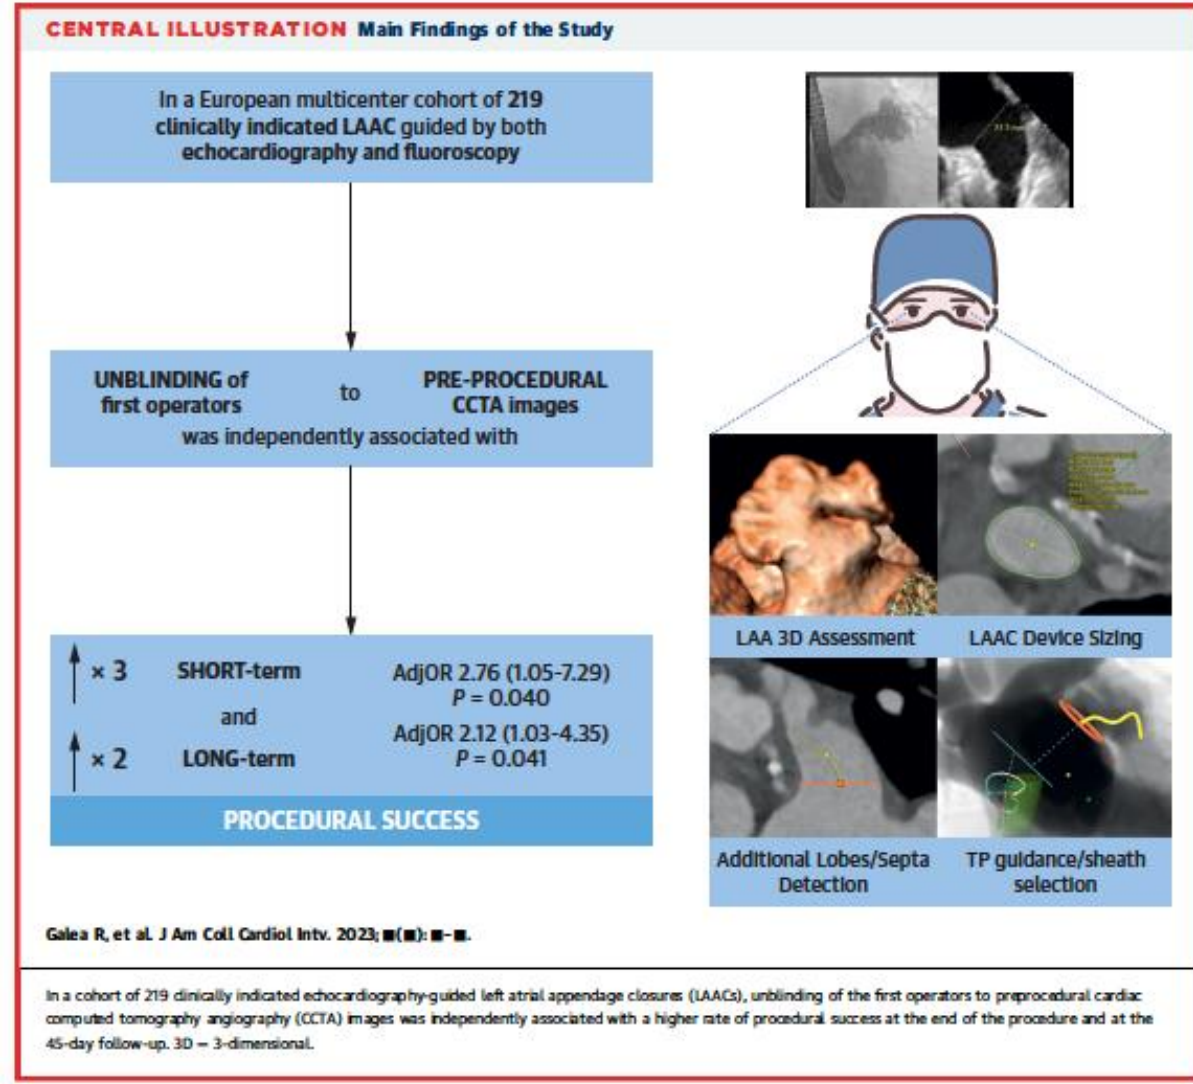 CENTRAL ILLUSTRATION Main Findings of the Study
In a European multicenter cohort of 219
clinically indicated LAAC guided by both
echocardiography and fluoroscopy
UNBLINDING of
first operators
to
PRE-PROCEDURAL
CCTA images
was independently associated with
× 3 SHORT-term AdjOR 2.76 (1.05-7.29)
P = 0.040
and
× 2 LONG-term AdjOR 2.12 (1.03-4.35)
P = 0.041
PROCEDURAL SUCCESS
LAA 3D Assessment
LAAC Device Sizing
Additional Lobes/Septa
Detection
TP guidance/sheath
selection
Galea R, et al. J Am Coll Cardiol Intv. 2023;■(■):■-■.
In a cohort of 219 clinically indicated echocardiography-guided left atrial appendage closures (LAACs), unblinding of the first operators to preprocedural cardiac
computed tomography angiography (CCTA) images was independently associated with a higher rate of procedural success at the end of the procedure and at the
45-day follow-up. 3D = 3-dimensional.